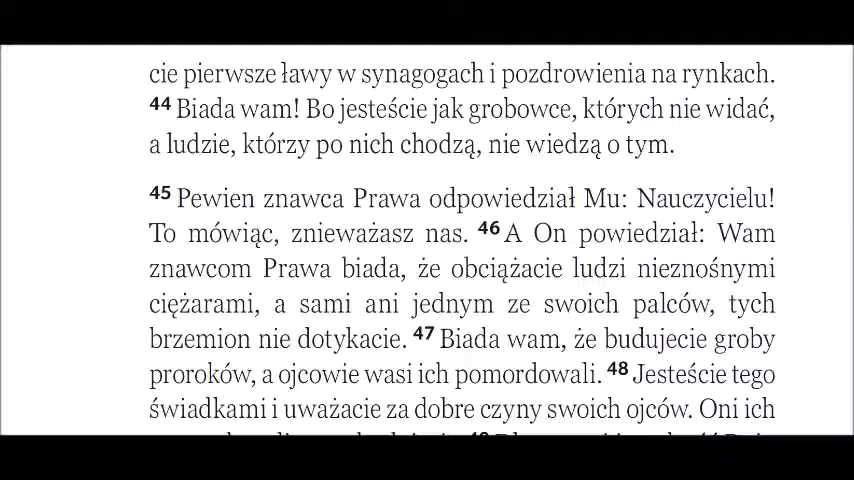 cie pierwsze ławy w synagogach i pozdrowienia na rynkach.
44 Biada wam! Bo jesteście jak grobowce, których nie widać,
a ludzie, którzy po nich chodzą, nie wiedzą o tym.
45 Pewien znawca Prawa odpowiedział Mu: Nauczycielu!
To mówiąc, znieważasz nas. 46 A On powiedział: Wam
znawcom Prawa biada, że obciążacie ludzi nieznośnymi
ciężarami, a sami ani jednym ze swoich palców, tych
brzemion nie dotykacie. 47 Biada wam, że budujecie groby
proroków, a ojcowie wasi ich pomordowali. 48 Jesteście tego
świadkami i uważacie za dobre czyny swoich ojców. Oni ich